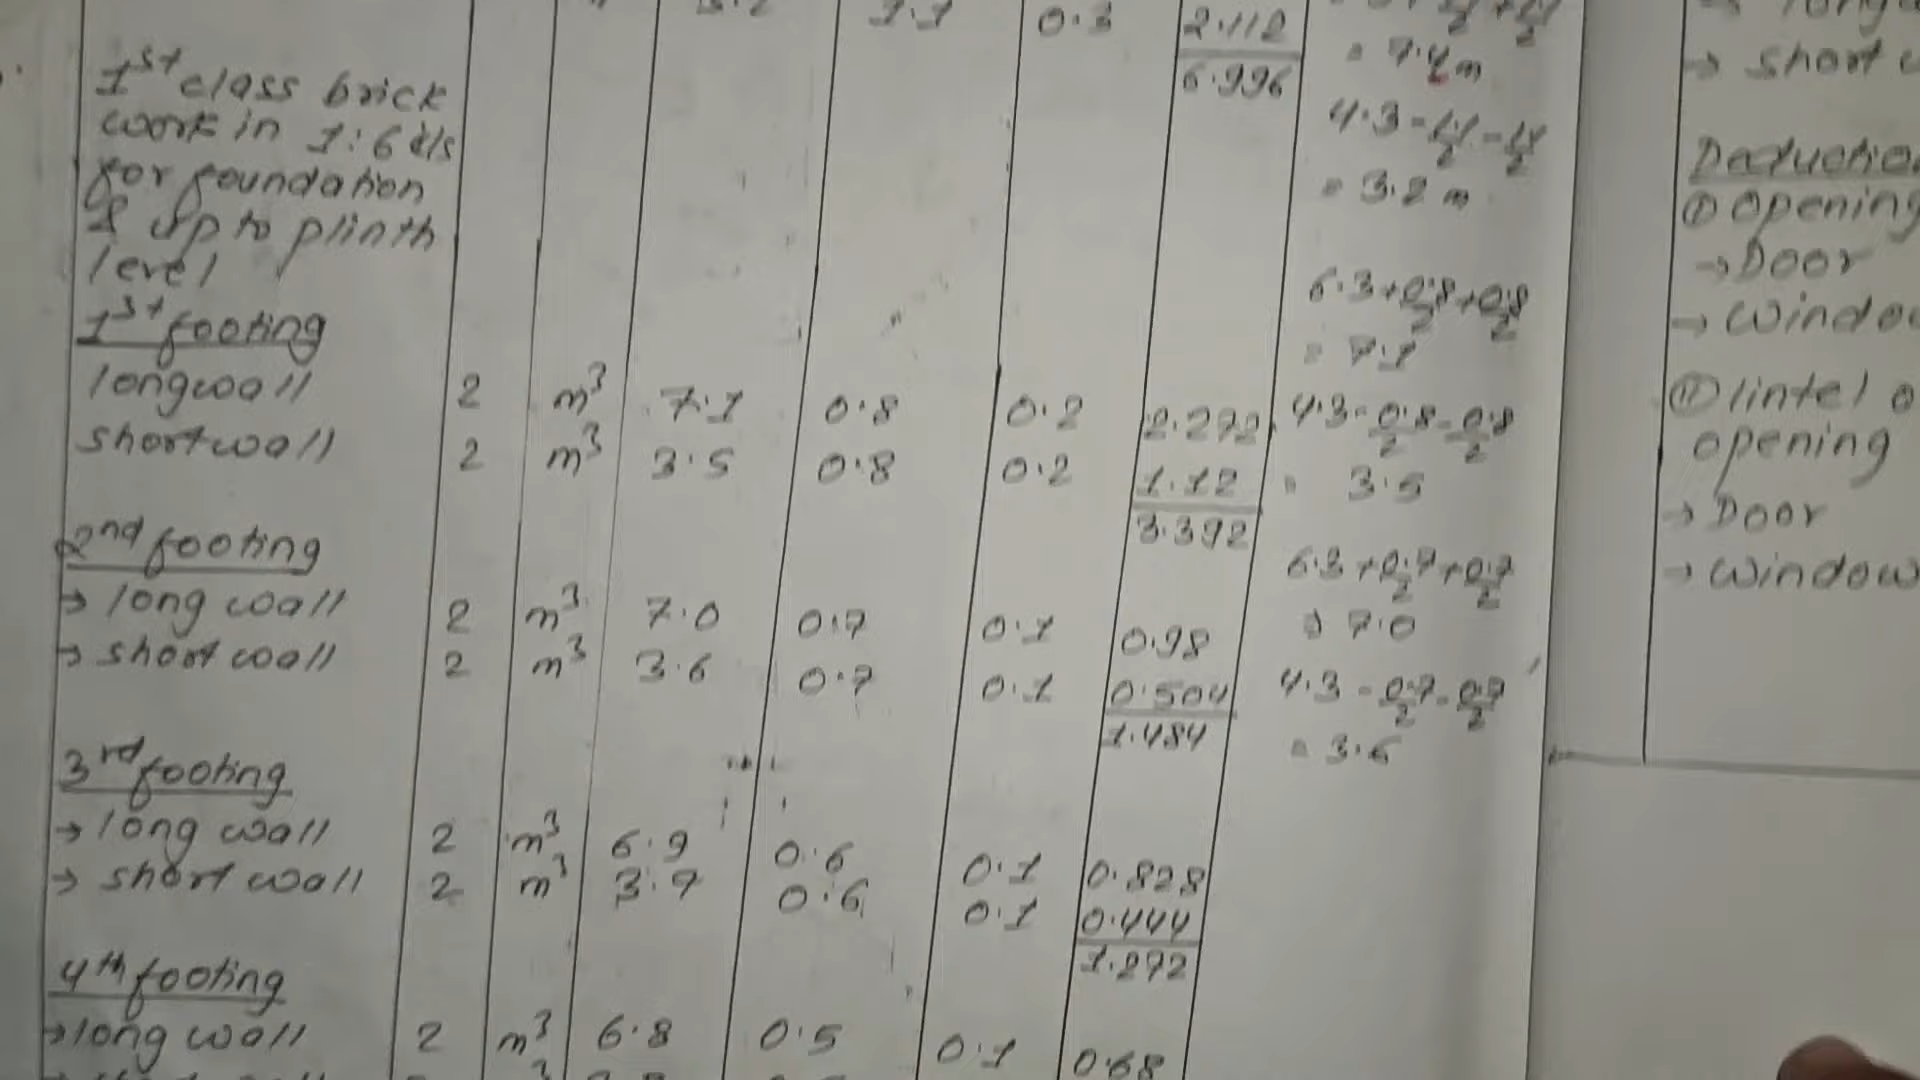 1.1 0.3 2.112
6.996 = 7.4 m
1st class brick
work in 1:6 c/s
for foundation
& up to plinth
level
4.3 - 1.1/2 - 1.1/2
= 3.2 m
1st footing
6.3 + 0.8/2 + 0.8/2
= 7.1
longwall 2 m³ 7.1 0.8 0.2 2.272
4.3 - 0.8/2 - 0.8/2
shortwall 2 m³ 3.5 0.8 0.2 1.12
= 3.5
3.392
2nd footing
6.3 + 0.7/2 + 0.7/2
→ long wall 2 m³ 7.0 0.7 0.1 0.98
⇒ 7.0
→ short wall 2 m³ 3.6 0.7 0.1 0.504
4.3 - 0.7/2 - 0.7/2
1.484
= 3.6
3rd footing
→ long wall 2 m³ 6.9 0.6 0.1 0.828
→ short wall 2 m³ 3.7 0.6 0.1 0.444
1.272
4th footing
→ long wall 2 m³ 6.8 0.5 0.1 0.68
→ short
Deduction
① Opening
→ Door
→ Window
② lintel
opening
→ Door
→ Window